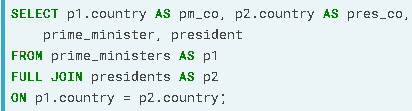 SELECT p1.country AS pm_co, p2.country AS pres_co,
prime_minister, president
FROM prime_ministers AS p1
FULL JOIN presidents AS p2
ON p1.country = p2.country;